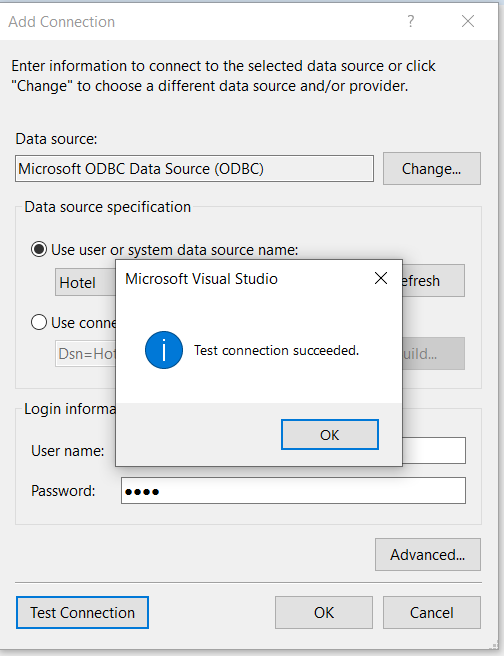 Add Connection
?
Enter information to connect to the selected data source or click
"Change" to choose a different data source and/or provider.
Data source:
Microsoft ODBC Data Source (ODBC)
Change...
Data source specification
Use user or system data source name:
Hotel
efresh
Use conne
Dsn=Hot
uild...
Microsoft Visual Studio
Test connection succeeded.
OK
Login informa
User name:
Password:
••••
Advanced...
Test Connection
OK
Cancel